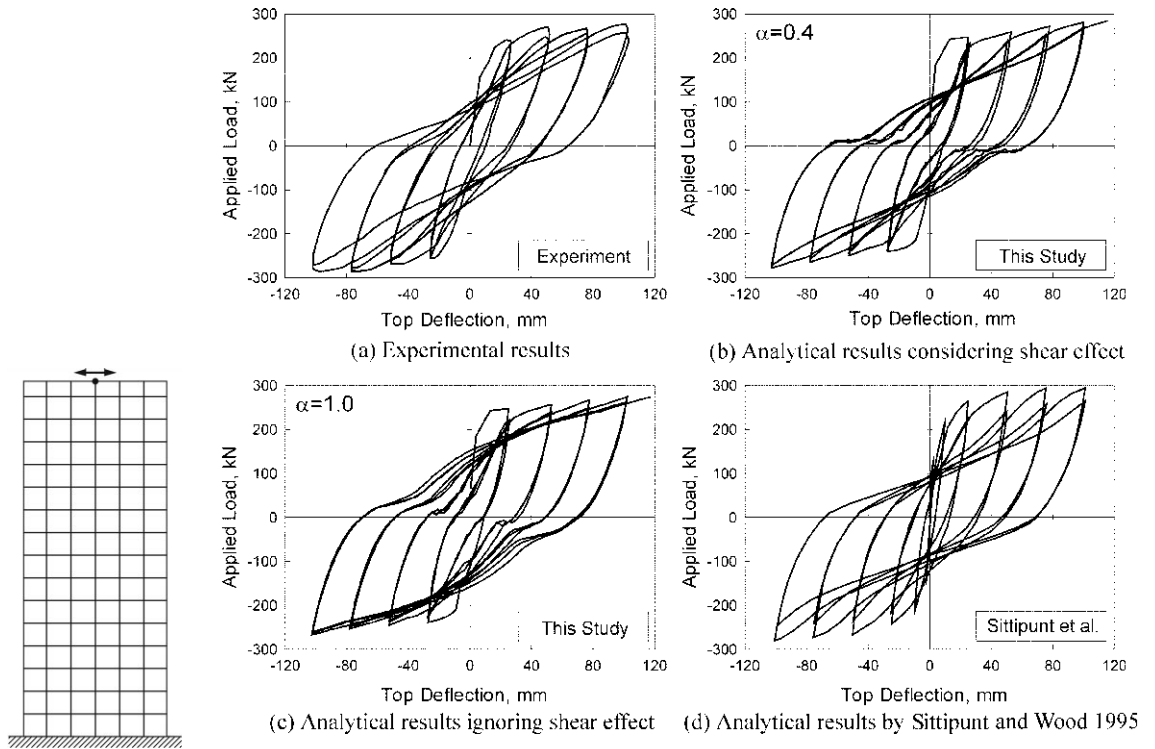 300
200
100
0
-100
-200
-300
-120 -80 -40 0 40 80 120
Applied Load, kN
Top Deflection, mm
Experiment
(a) Experimental results
300
200
100
0
-100
-200
-300
-120 -80 -40 0 40 80 120
Applied Load, kN
Top Deflection, mm
α=0.4
This Study
(b) Analytical results considering shear effect
300
200
100
0
-100
-200
-300
-120 -80 -40 0 40 80 120
Applied Load, kN
Top Deflection, mm
α=1.0
This Study
(c) Analytical results ignoring shear effect
300
200
100
0
-100
-200
-300
-120 -80 -40 0 40 80 120
Applied Load, kN
Top Deflection, mm
Sittipunt et al.
(d) Analytical results by Sittipunt and Wood 1995